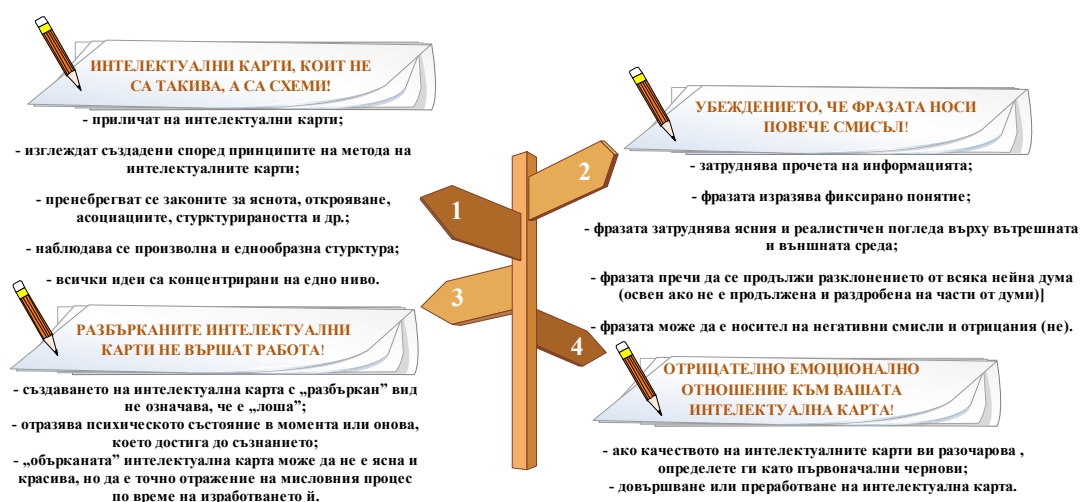 ИНТЕЛЕКТУАЛНИ КАРТИ, КОИТ НЕ
СА ТАКИВА, А СА СХЕМИ!
- приличат на интелектуални карти;
- изглеждат създадени според принципите на метода на
интелектуалните карти;
- пренебрегват се законите за яснота, открояване,
асоциациите, стурктурираността и др.;
- наблюдава се произволна и еднообразна стурктура;
- всички идеи са концентрирани на едно ниво.
1
2
3
4
УБЕЖДЕНИЕТО, ЧЕ ФРАЗАТА НОСИ
ПОВЕЧЕ СМИСЪЛ!
- затруднява прочета на информацията;
- фразата изразява фиксирано понятие;
- фразата затруднява ясния и реалистичен погледа върху вътрешната
и външната среда;
- фразата пречи да се продължи разклонението от всяка нейна дума
(освен ако не е продължена и раздробена на части от думи)]
- фразата може да е носител на негативни смисли и отрицания (не).
РАЗБЪРКАНИТЕ ИНТЕЛЕКТУАЛНИ
КАРТИ НЕ ВЪРШАТ РАБОТА!
- създаването на интелектуална карта с „разбъркан” вид
не означава, че е „лоша”;
- отразява психическото състояние в момента или онова,
което достига до съзнанието;
- „обърканата” интелектуална карта може да не е ясна и
красива, но да е точно отражение на мисловния процес
по време на изработването й.
ОТРИЦАТЕЛНО ЕМОЦИОНАЛНО
ОТНОШЕНИЕ КЪМ ВАШАТА
ИНТЕЛЕКТУАЛНА КАРТА!
- ако качеството на интелектуалните карти ви разочарова ,
определете ги като първоначални чернови;
- довършване или преработване на интелектуална карта.